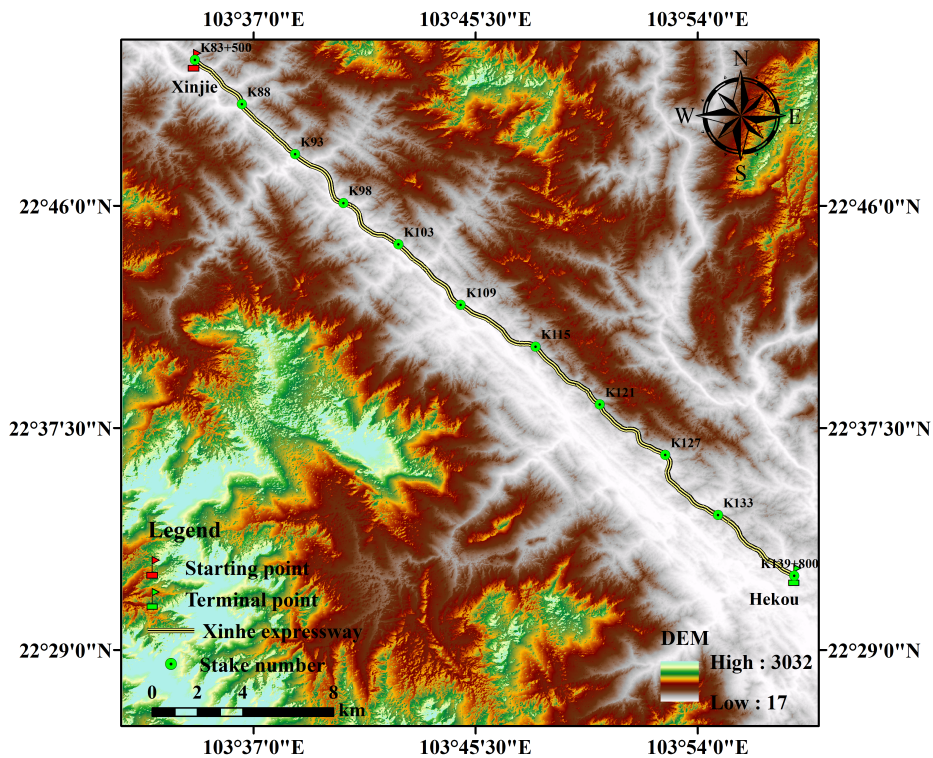 103°37'0"E 103°45'30"E 103°54'0"E
N
W E
S
K83+500
Xinjie
K88
K93
K98
22°46'0"N 22°46'0"N
K103
K109
K115
K121
22°37'30"N 22°37'30"N
K127
K133
Legend
Starting point
K139+800
Terminal point
Hekou
Xinhe expressway
DEM
Stake number
High : 3032
22°29'0"N 22°29'0"N
0 2 4 8
km
Low : 17
103°37'0"E 103°45'30"E 103°54'0"E